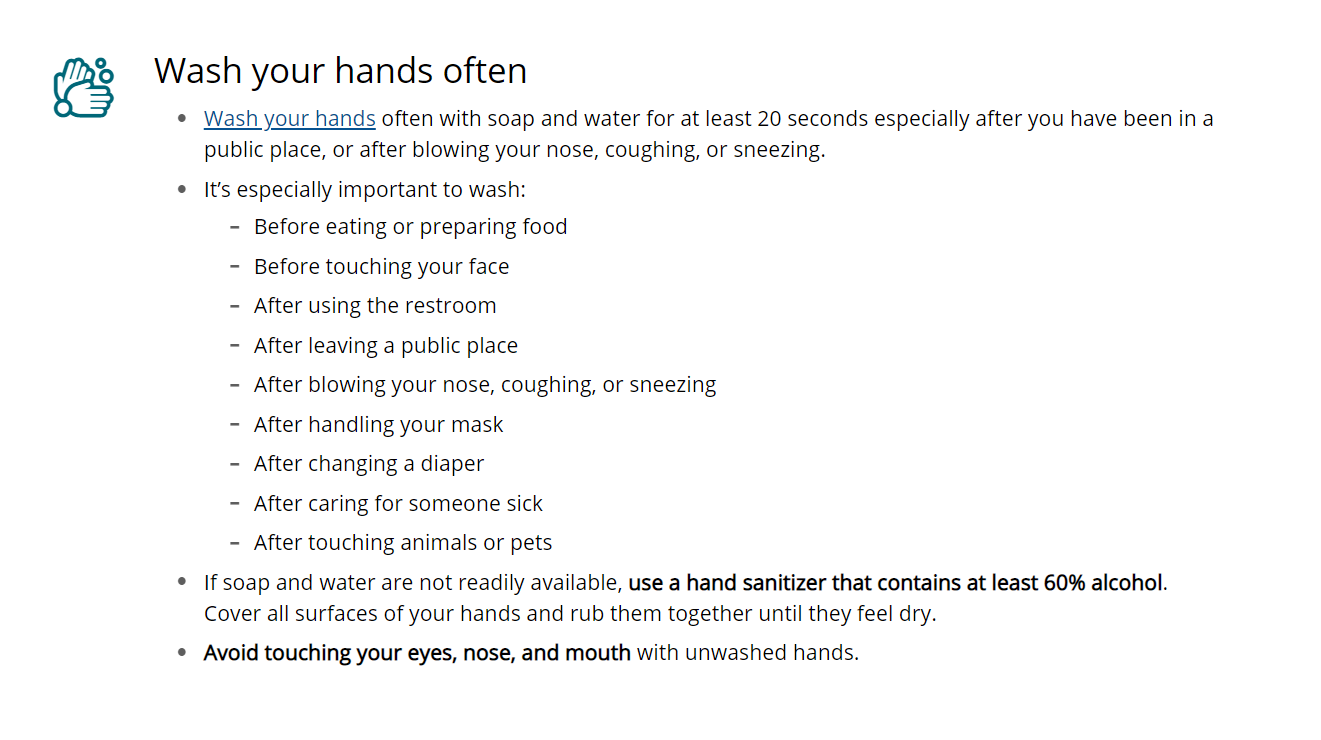 Wash your hands often
• Wash your hands often with soap and water for at least 20 seconds especially after you have been in a
public place, or after blowing your nose, coughing, or sneezing.
• It’s especially important to wash:
– Before eating or preparing food
– Before touching your face
– After using the restroom
– After leaving a public place
– After blowing your nose, coughing, or sneezing
– After handling your mask
– After changing a diaper
– After caring for someone sick
– After touching animals or pets
• If soap and water are not readily available, use a hand sanitizer that contains at least 60% alcohol.
Cover all surfaces of your hands and rub them together until they feel dry.
• Avoid touching your eyes, nose, and mouth with unwashed hands.